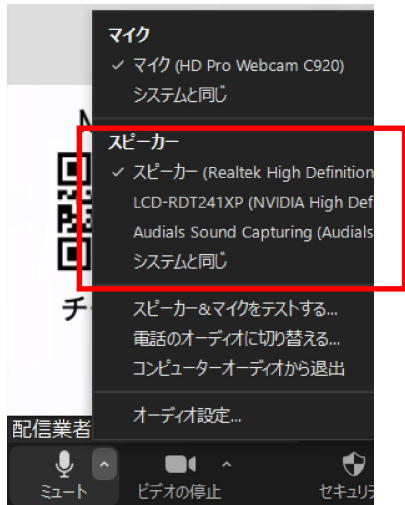 マイク
✓ マイク (HD Pro Webcam C920)
システムと同じ
スピーカー
✓ スピーカー (Realtek High Definition
LCD-RDT241XP (NVIDIA High Def
Audials Sound Capturing (Audials
システムと同じ
チ
スピーカー&マイクをテストする...
電話のオーディオに切り替える...
コンピューターオーディオから退出
オーディオ設定...
配信業者
ミュート
ビデオの停止
セキュリテ